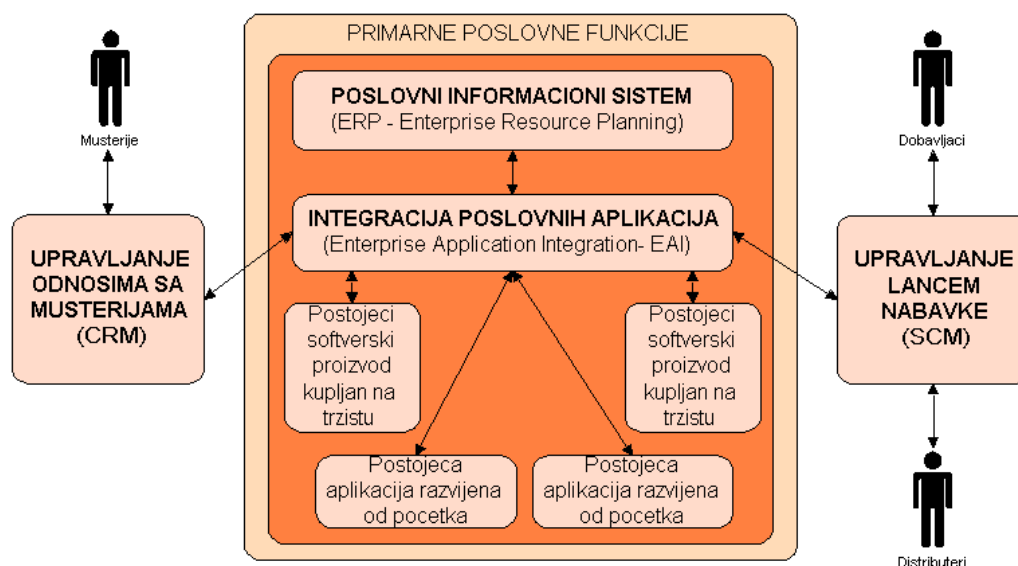 PRIMARNE POSLOVNE FUNKCIJE
POSLOVNI INFORMACIONI SISTEM
(ERP - Enterprise Resource Planning)
Musterije
Dobavljaci
INTEGRACIJA POSLOVNIH APLIKACIJA
(Enterprise Application Integration- EAI)
UPRAVLJANJE
ODNOSIMA SA
MUSTERIJAMA
(CRM)
UPRAVLJANJE
LANCEM
NABAVKE
(SCM)
Postojeci
softverski
proizvod
kupljan na
trzistu
Postojeci
softverski
proizvod
kupljan na
trzistu
Postojeca
aplikacija razvijena
od pocetka
Postojeca
aplikacija razvijena
od pocetka
Distributeri